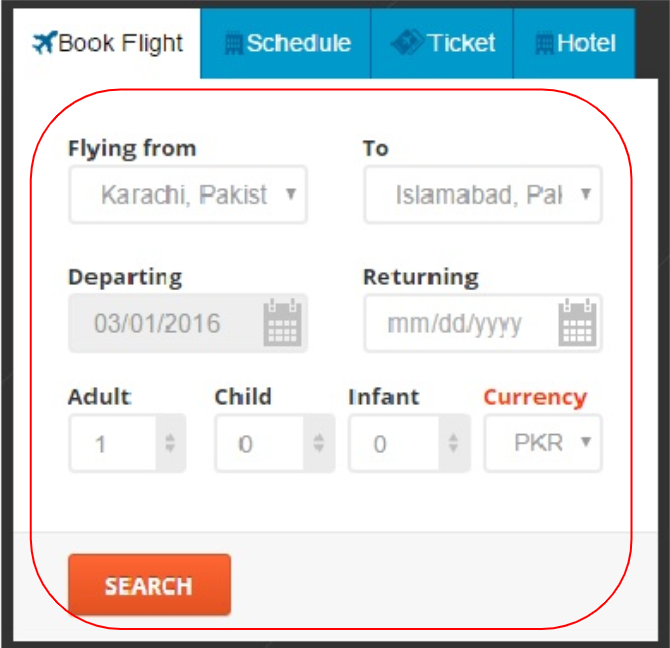 Book Flight Schedule Ticket Hotel
Flying from To
Karachi, Pakist Islamabad, Pal
Departing Returning
03/01/2016 mm/dd/yyyy
Adult Child Infant Currency
1 0 0 PKR
SEARCH